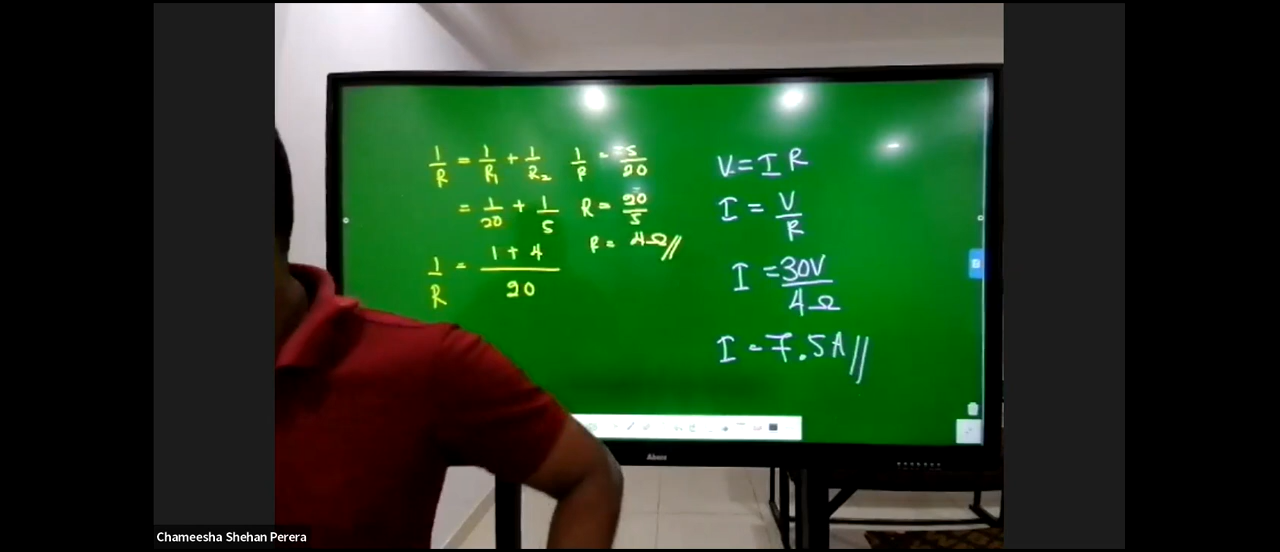 1/R = 1/R₁ + 1/R₂
= 1/20 + 1/5
1/R = (1 + 4)/20
1/R = 5/20
R = 20/5
R = 4Ω//
V = I R
I = V/R
I = 30V/4Ω
I = 7.5A//
Chameesha Shehan Perera